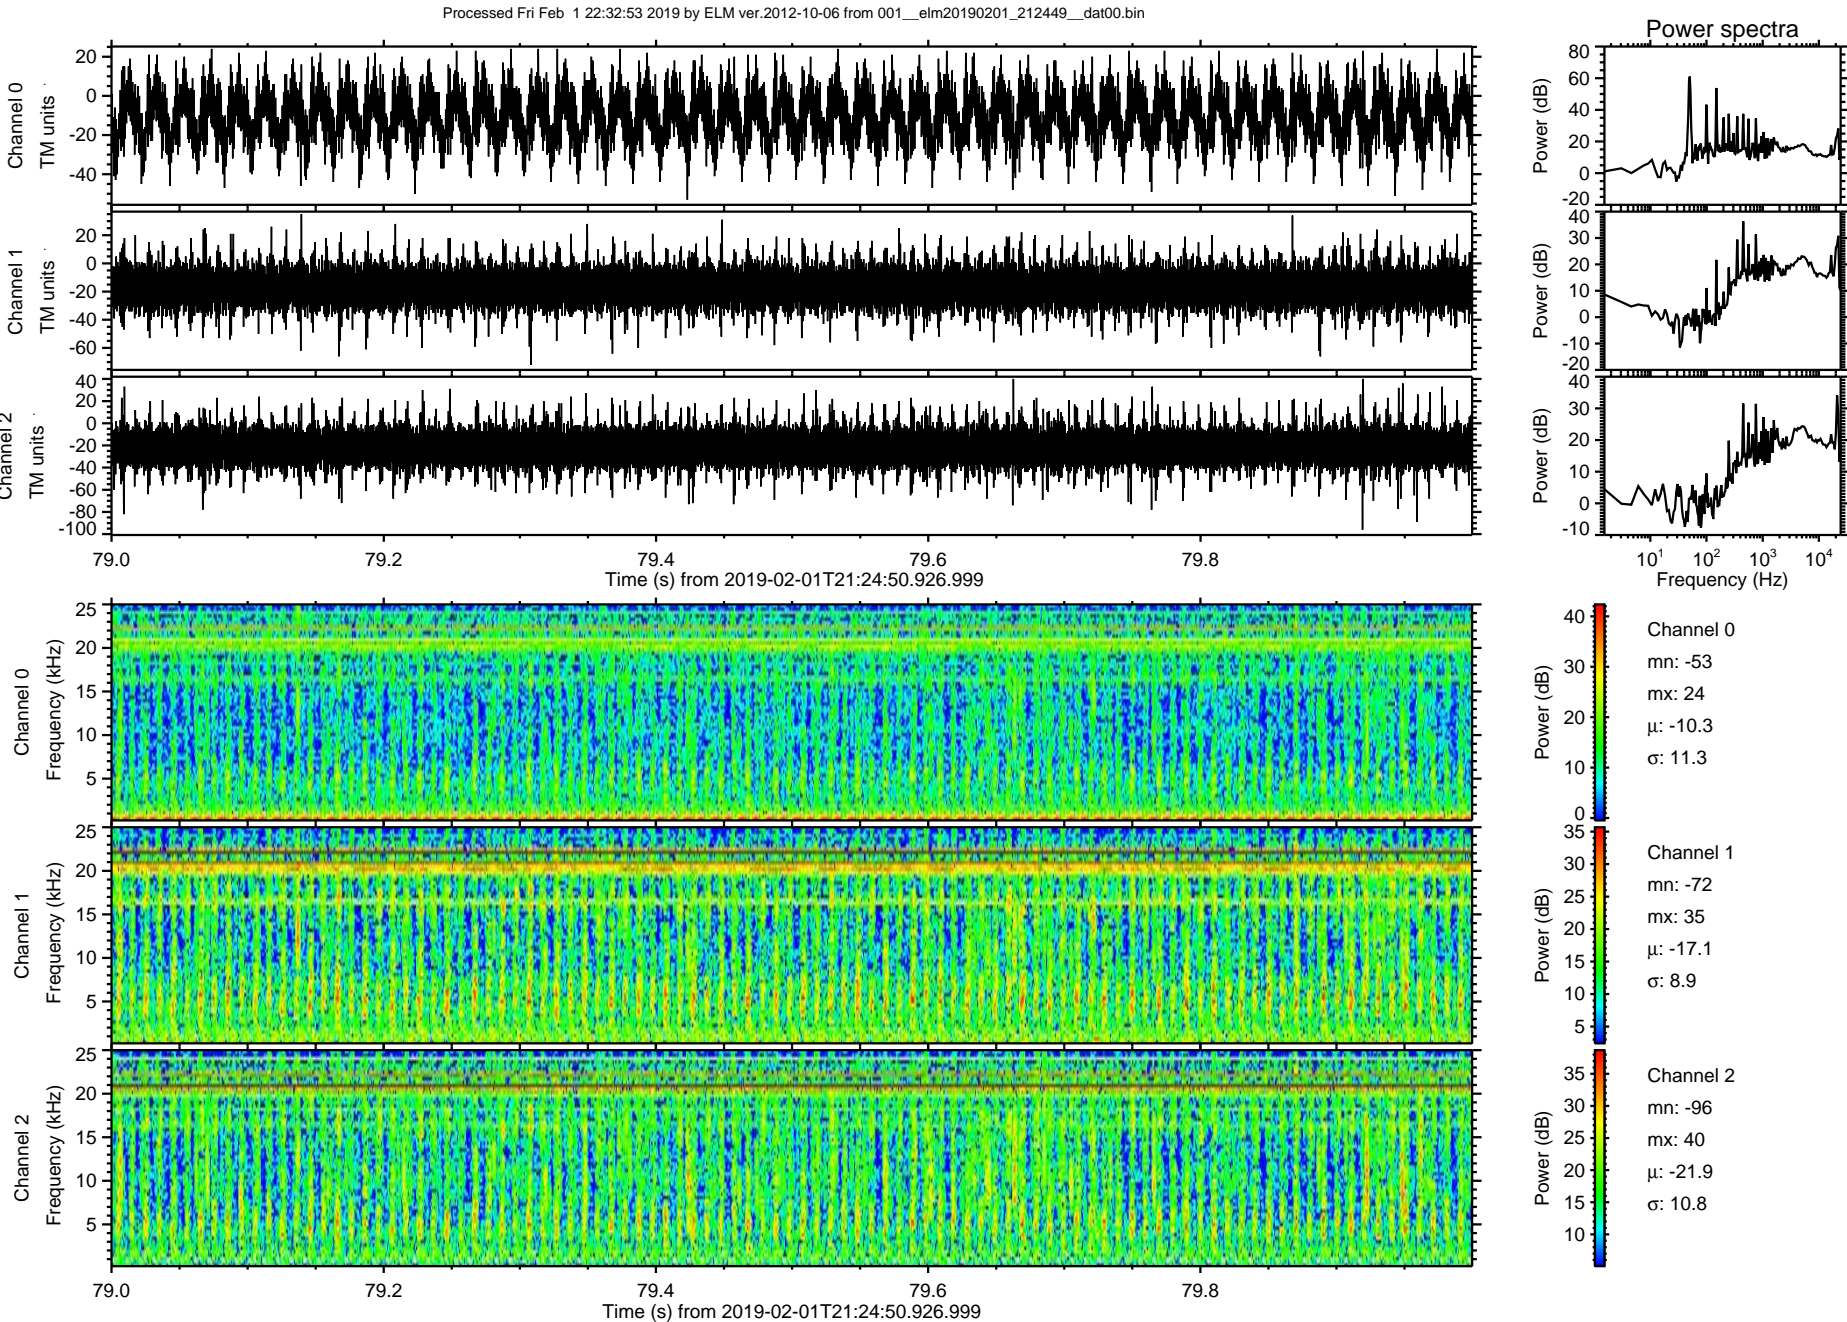 Processed Fri Feb  1 22:32:53 2019 by ELM ver.2012-10-06 from 001__elm20190201_212449__dat00.bin
Power spectra
Channel 0
TM units
20
0
-20
-40
Power (dB)
80
60
40
20
0
-20
Channel 1
TM units
20
0
-20
-40
-60
Power (dB)
40
30
20
10
0
-10
-20
Channel 2
TM units
40
20
0
-20
-40
-60
-80
-100
Power (dB)
40
30
20
10
0
-10
79.0 79.2 79.4 79.6 79.8
Time (s) from 2019-02-01T21:24:50.926.999
10¹ 10² 10³ 10⁴
Frequency (Hz)
Channel 0
Frequency (kHz)
25
20
15
10
5
Power (dB)
40
30
20
10
0
Channel 0
mn: -53
mx: 24
μ: -10.3
σ: 11.3
Channel 1
Frequency (kHz)
25
20
15
10
5
Power (dB)
35
30
25
20
15
10
5
Channel 1
mn: -72
mx: 35
μ: -17.1
σ: 8.9
Channel 2
Frequency (kHz)
25
20
15
10
5
Power (dB)
35
30
25
20
15
10
Channel 2
mn: -96
mx: 40
μ: -21.9
σ: 10.8
79.0 79.2 79.4 79.6 79.8
Time (s) from 2019-02-01T21:24:50.926.999